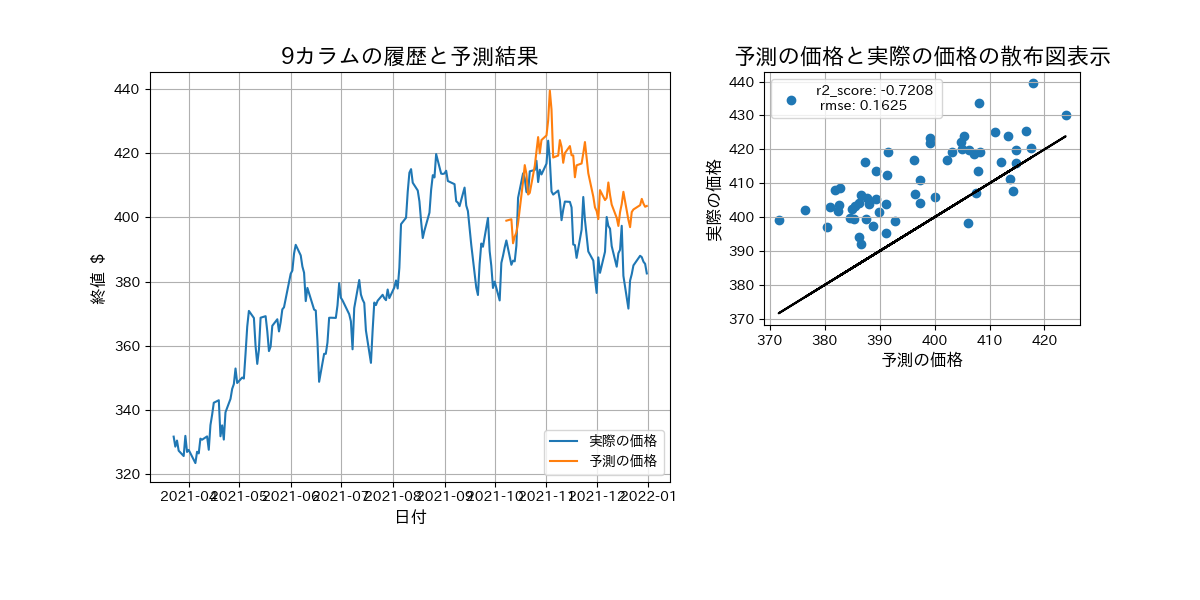 9カラムの履歴と予測結果
440
420
400
380
360
340
320
終値 $
2021-04 2021-05 2021-06 2021-07 2021-08 2021-09 2021-10 2021-11 2021-12 2022-01
日付
実際の価格
予測の価格
予測の価格と実際の価格の散布図表示
r2_score: -0.7208
rmse: 0.1625
440
430
420
410
400
390
380
370
実際の価格
370 380 390 400 410 420
予測の価格